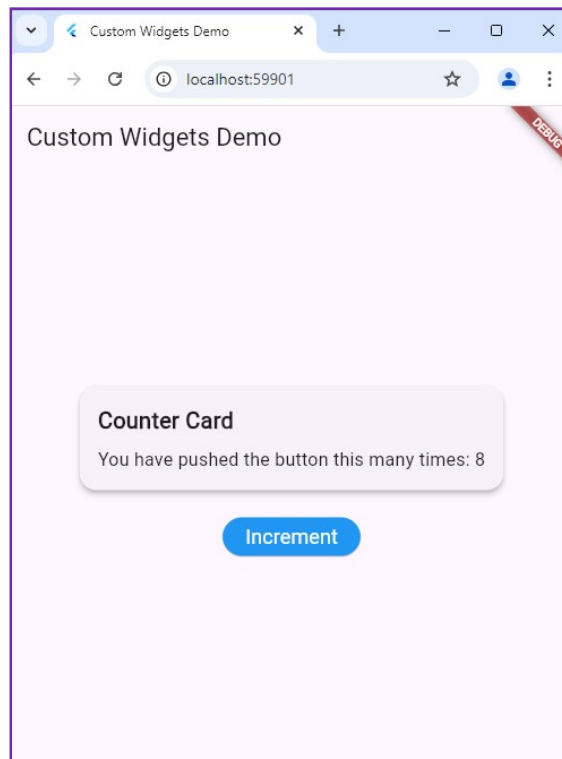 Custom Widgets Demo
localhost:59901
Custom Widgets Demo
DEBUG
Counter Card
You have pushed the button this many times: 8
Increment